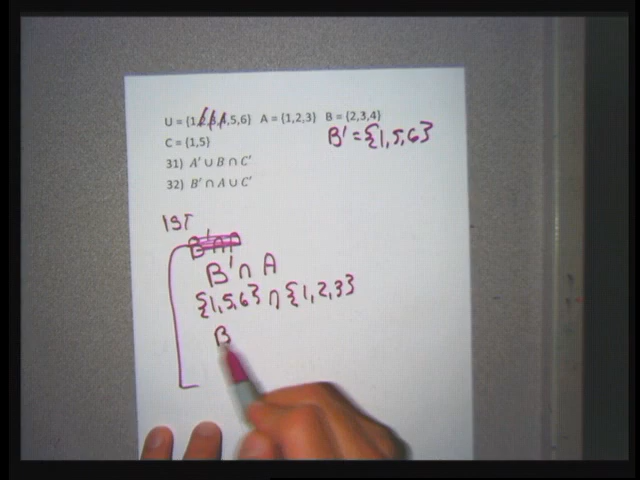 U = {1,2,3,4,5,6} A = {1,2,3} B = {2,3,4}
B' = {1,5,6}
C = {1,5}
31) A' ∪ B ∩ C'
32) B' ∩ A ∪ C'
1ST
B' ∩ A
{1,5,6} ∩ {1,2,3}
B